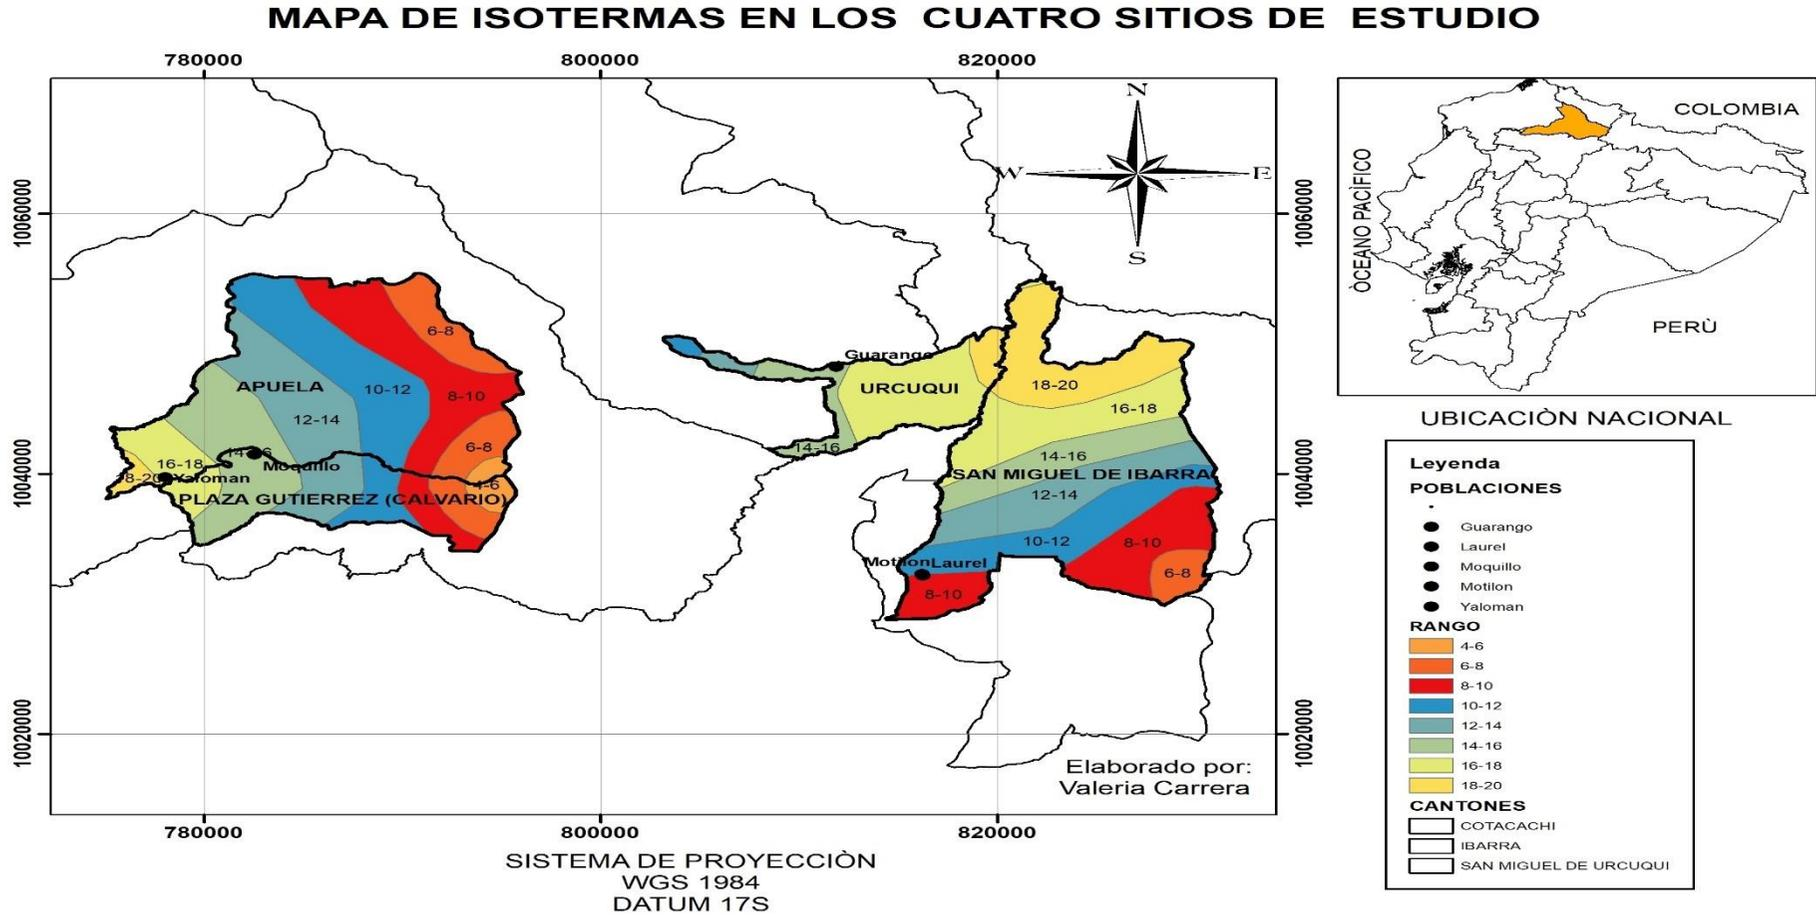 MAPA DE ISOTERMAS EN LOS CUATRO SITIOS DE ESTUDIO
780000
800000
820000
N
W
E
S
10060000
10060000
6-8
APUELA
10-12
8-10
12-14
6-8
16-18
Moquillo
Yaloman
4-6
PLAZA GUTIERREZ (CALVARIO)
Guarango
URCUQUI
14-16
18-20
16-18
14-16
SAN MIGUEL DE IBARRA
12-14
10-12
8-10
6-8
Motilon Laurel
8-10
10040000
10040000
10020000
10020000
Elaborado por:
Valeria Carrera
780000
800000
820000
SISTEMA DE PROYECCIÒN
WGS 1984
DATUM 17S
COLOMBIA
ÒCEANO PACÌFICO
PERÙ
UBICACIÒN NACIONAL
Leyenda
POBLACIONES
Guarango
Laurel
Moquillo
Motilon
Yaloman
RANGO
4-6
6-8
8-10
10-12
12-14
14-16
16-18
18-20
CANTONES
COTACACHI
IBARRA
SAN MIGUEL DE URCUQUI